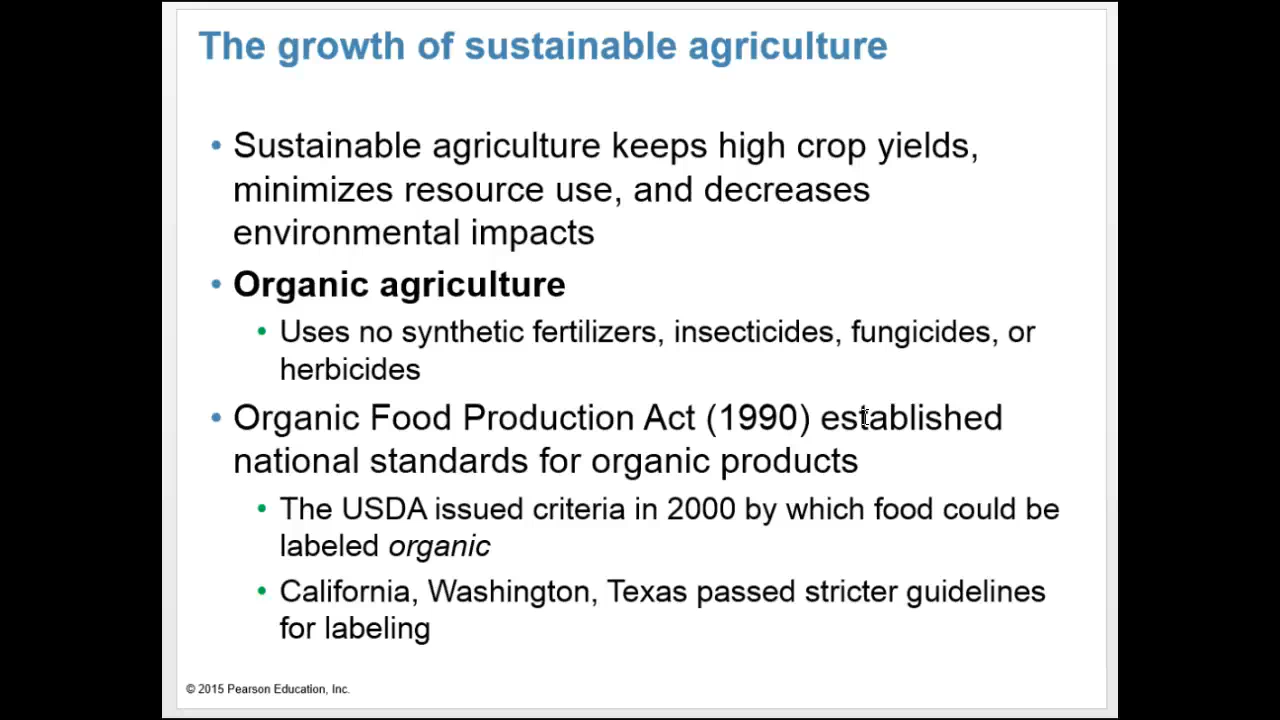 The growth of sustainable agriculture
• Sustainable agriculture keeps high crop yields,
minimizes resource use, and decreases
environmental impacts
• Organic agriculture
• Uses no synthetic fertilizers, insecticides, fungicides, or
herbicides
• Organic Food Production Act (1990) established
national standards for organic products
• The USDA issued criteria in 2000 by which food could be
labeled organic
• California, Washington, Texas passed stricter guidelines
for labeling
© 2015 Pearson Education, Inc.